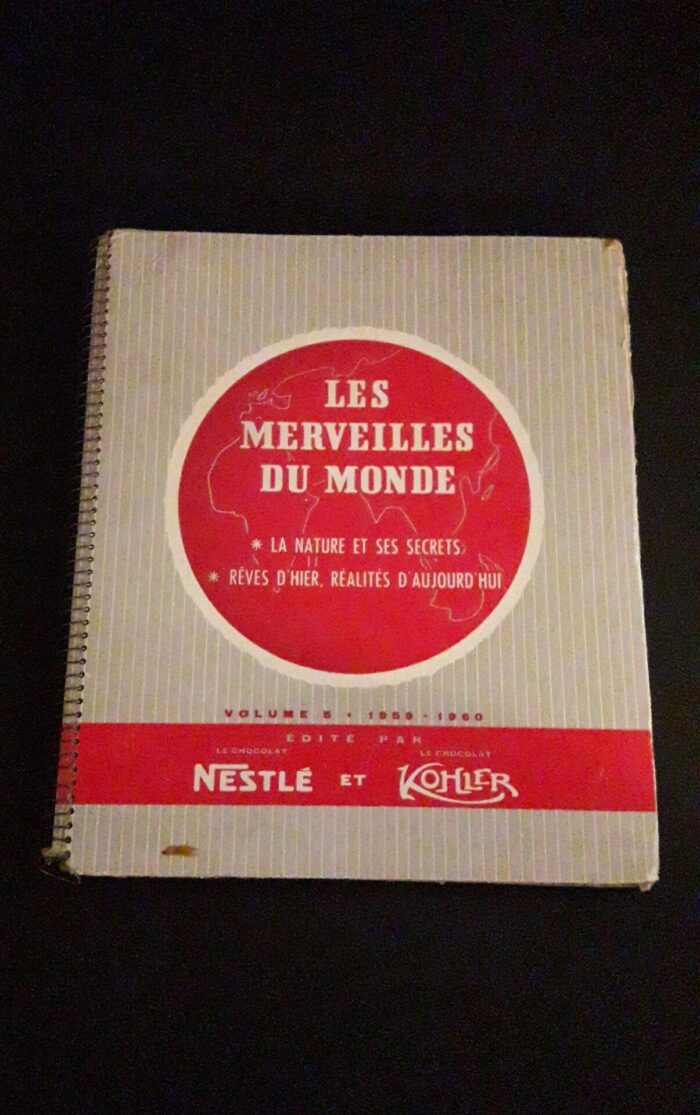 LES
MERVEILLES
DU MONDE
* LA NATURE ET SES SECRETS
* RÊVES D'HIER, RÉALITÉS D'AUJOURD'HUI
VOLUME 5 • 1959 - 1960
ÉDITÉ PAR
LE CHOCOLAT LE CHOCOLAT
NESTLÉ ET KOHLER